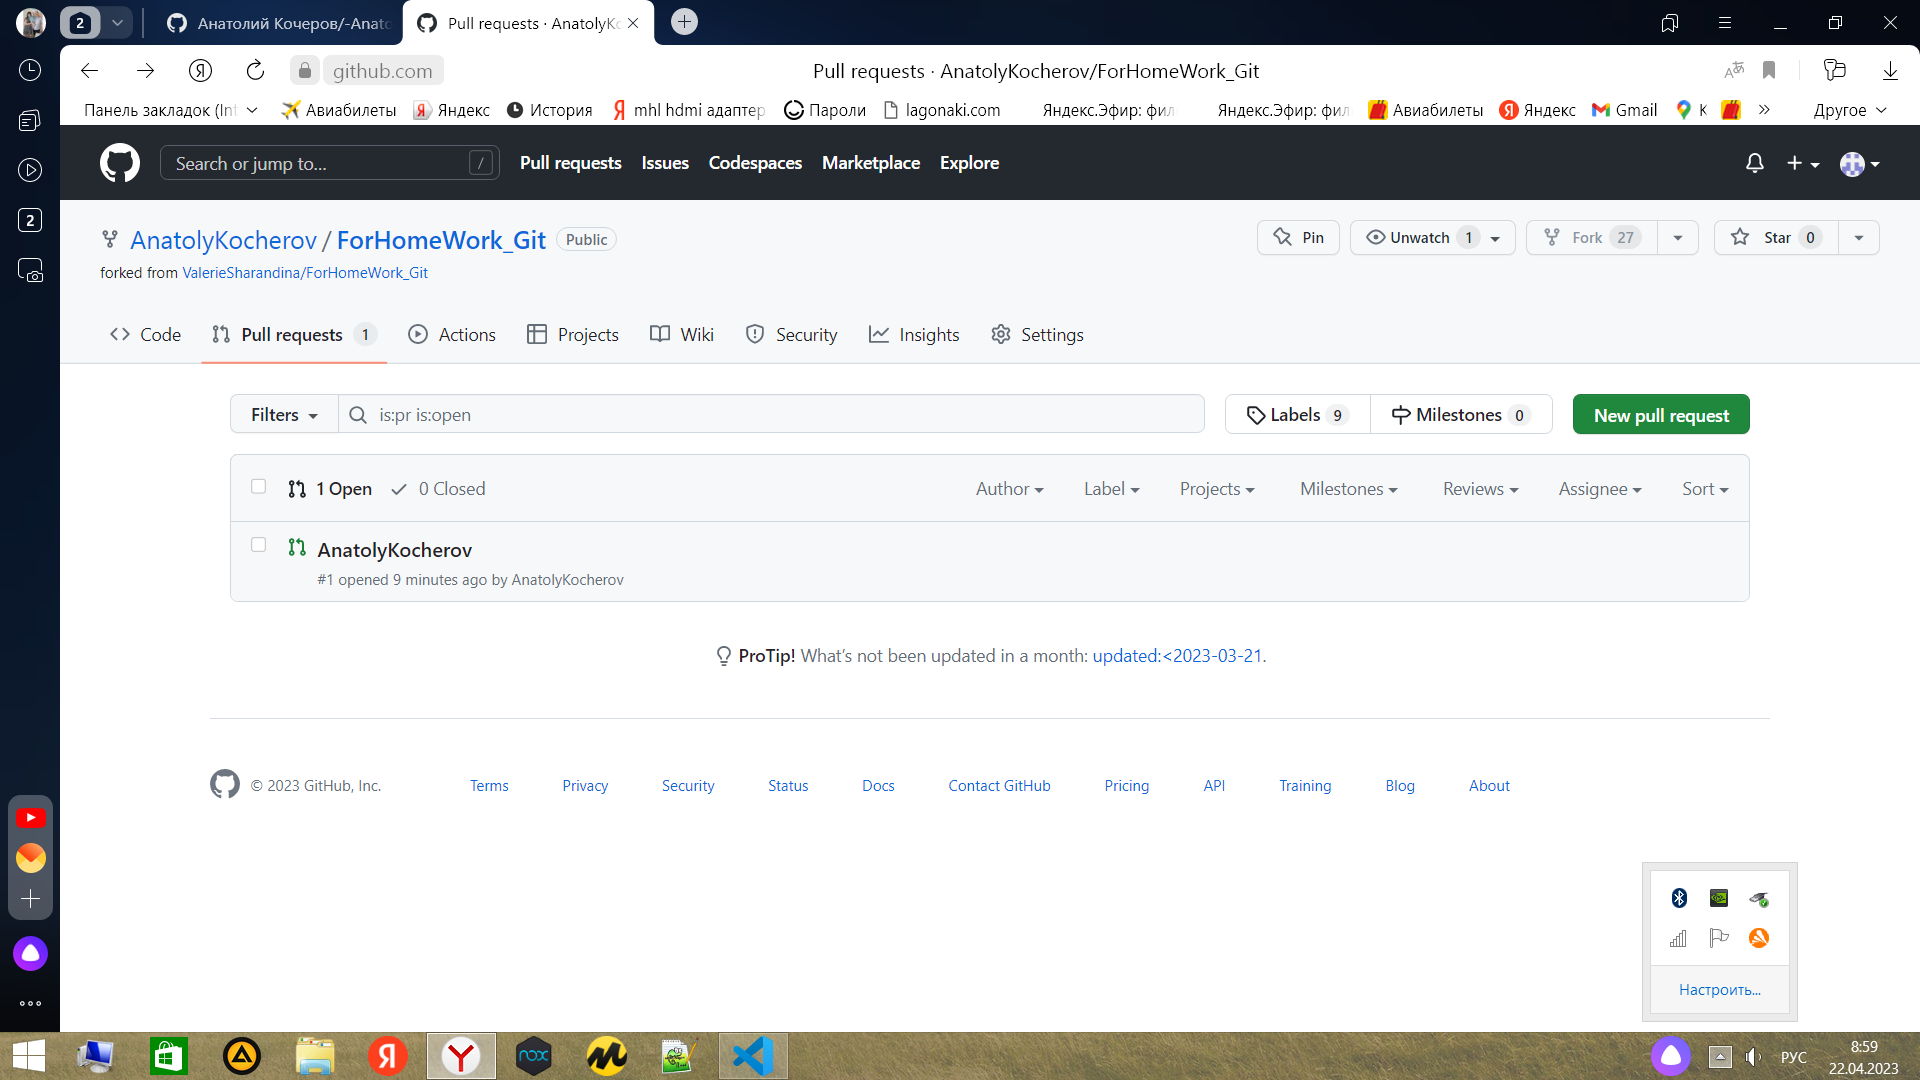 2
Анатолий Кочеров/-Anato
Pull requests · AnatolyKo
github.com
Pull requests · AnatolyKocherov/ForHomeWork_Git
Панель закладок (Int
Авиабилеты
Яндекс
История
mhl hdmi адаптер
Пароли
lagonaki.com
Яндекс.Эфир: фил
Яндекс.Эфир: фил
Авиабилеты
Яндекс
Gmail
К
»
Другое
Search or jump to...
/
Pull requests
Issues
Codespaces
Marketplace
Explore
2
AnatolyKocherov / ForHomeWork_Git
Public
Pin
Unwatch 1
Fork 27
Star 0
forked from ValerieSharandina/ForHomeWork_Git
Code
Pull requests 1
Actions
Projects
Wiki
Security
Insights
Settings
Filters
is:pr is:open
Labels 9
Milestones 0
New pull request
1 Open
0 Closed
Author
Label
Projects
Milestones
Reviews
Assignee
Sort
AnatolyKocherov
#1 opened 9 minutes ago by AnatolyKocherov
ProTip! What's not been updated in a month: updated:<2023-03-21.
© 2023 GitHub, Inc.
Terms
Privacy
Security
Status
Docs
Contact GitHub
Pricing
API
Training
Blog
About
Настроить...
nox
РУС
8:59
22.04.2023